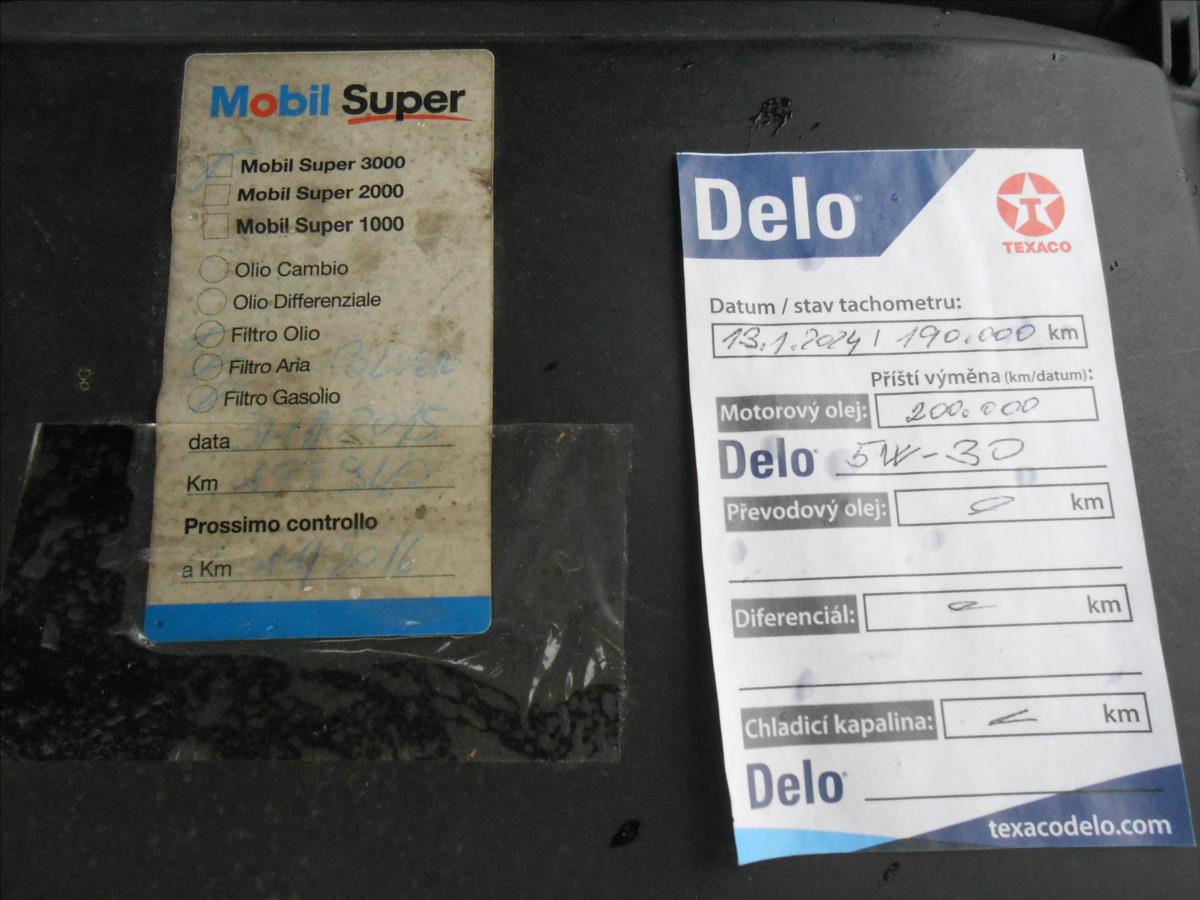 Mobil Super
Mobil Super 3000
Mobil Super 2000
Mobil Super 1000
Olio Cambio
Olio Differenziale
Filtro Olio
Filtro Aria
Filtro Gasolio
data
Km
Prossimo controllo
a Km
Delo®
TEXACO
Datum / stav tachometru:
13.1.2024 / 190.000 km
Příští výměna (km/datum):
Motorový olej: 200.000
Delo® 5W-30
Převodový olej: km
Diferenciál: km
Chladicí kapalina: km
Delo®
texacodelo.com